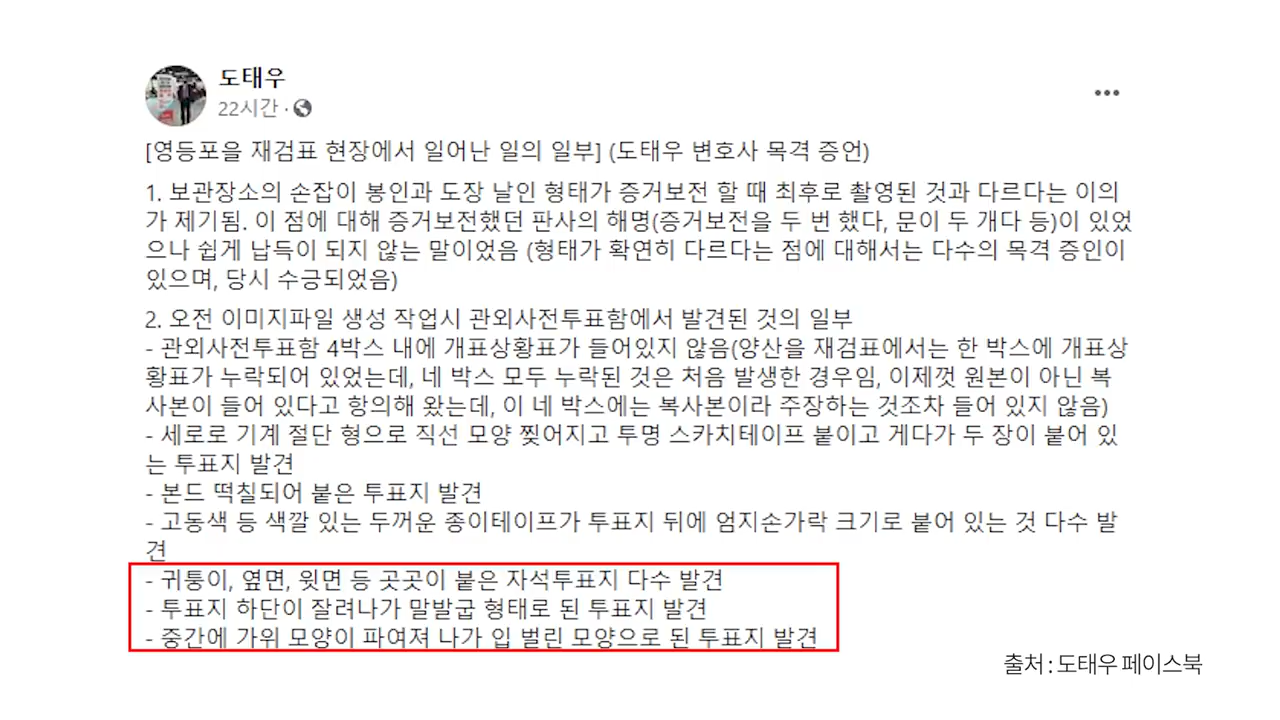 도태우
22시간 ·
[영등포을 재검표 현장에서 일어난 일의 일부] (도태우 변호사 목격 증언)
1. 보관장소의 손잡이 봉인과 도장 날인 형태가 증거보전 할 때 최후로 촬영된 것과 다르다는 이의
가 제기됨. 이 점에 대해 증거보전했던 판사의 해명(증거보전을 두 번 했다, 문이 두 개다 등)이 있었
으나 쉽게 납득이 되지 않는 말이었음 (형태가 확연히 다르다는 점에 대해서는 다수의 목격 증인이
있으며, 당시 수긍되었음)
2. 오전 이미지파일 생성 작업시 관외사전투표함에서 발견된 것의 일부
- 관외사전투표함 4박스 내에 개표상황표가 들어있지 않음(양산을 재검표에서는 한 박스에 개표상
황표가 누락되어 있었는데, 네 박스 모두 누락된 것은 처음 발생한 경우임, 이제껏 원본이 아닌 복
사본이 들어 있다고 항의해 왔는데, 이 네 박스에는 복사본이라 주장하는 것조차 들어 있지 않음)
- 세로로 기계 절단 형으로 직선 모양 찢어지고 투명 스카치테이프 붙이고 게다가 두 장이 붙어 있
는 투표지 발견
- 본드 떡칠되어 붙은 투표지 발견
- 고동색 등 색깔 있는 두꺼운 종이테이프가 투표지 뒤에 엄지손가락 크기로 붙어 있는 것 다수 발
견
- 귀퉁이, 옆면, 윗면 등 곳곳이 붙은 자석투표지 다수 발견
- 투표지 하단이 잘려나가 말발굽 형태로 된 투표지 발견
- 중간에 가위 모양이 파여져 나가 입 벌린 모양으로 된 투표지 발견
출처 : 도태우 페이스북